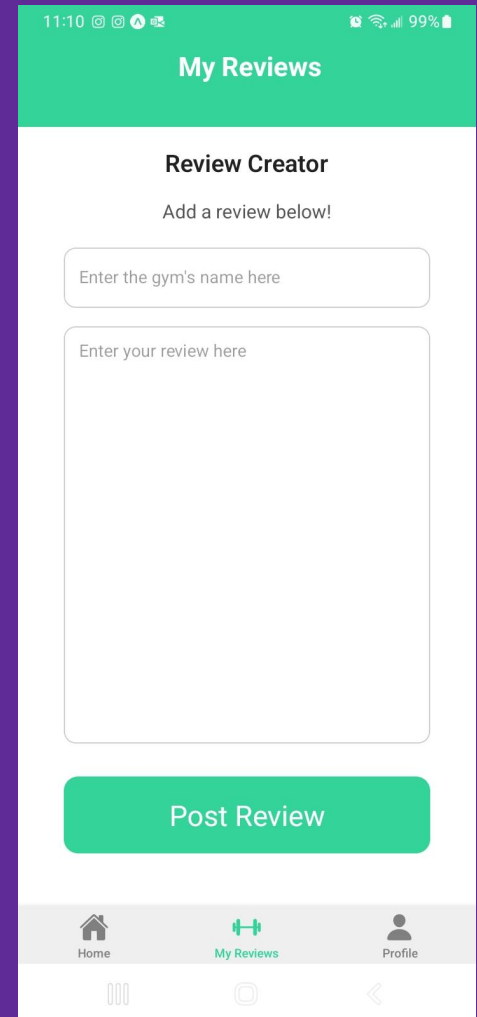 11:10 99%
My Reviews
Review Creator
Add a review below!
Enter the gym's name here
Enter your review here
Post Review
Home My Reviews Profile